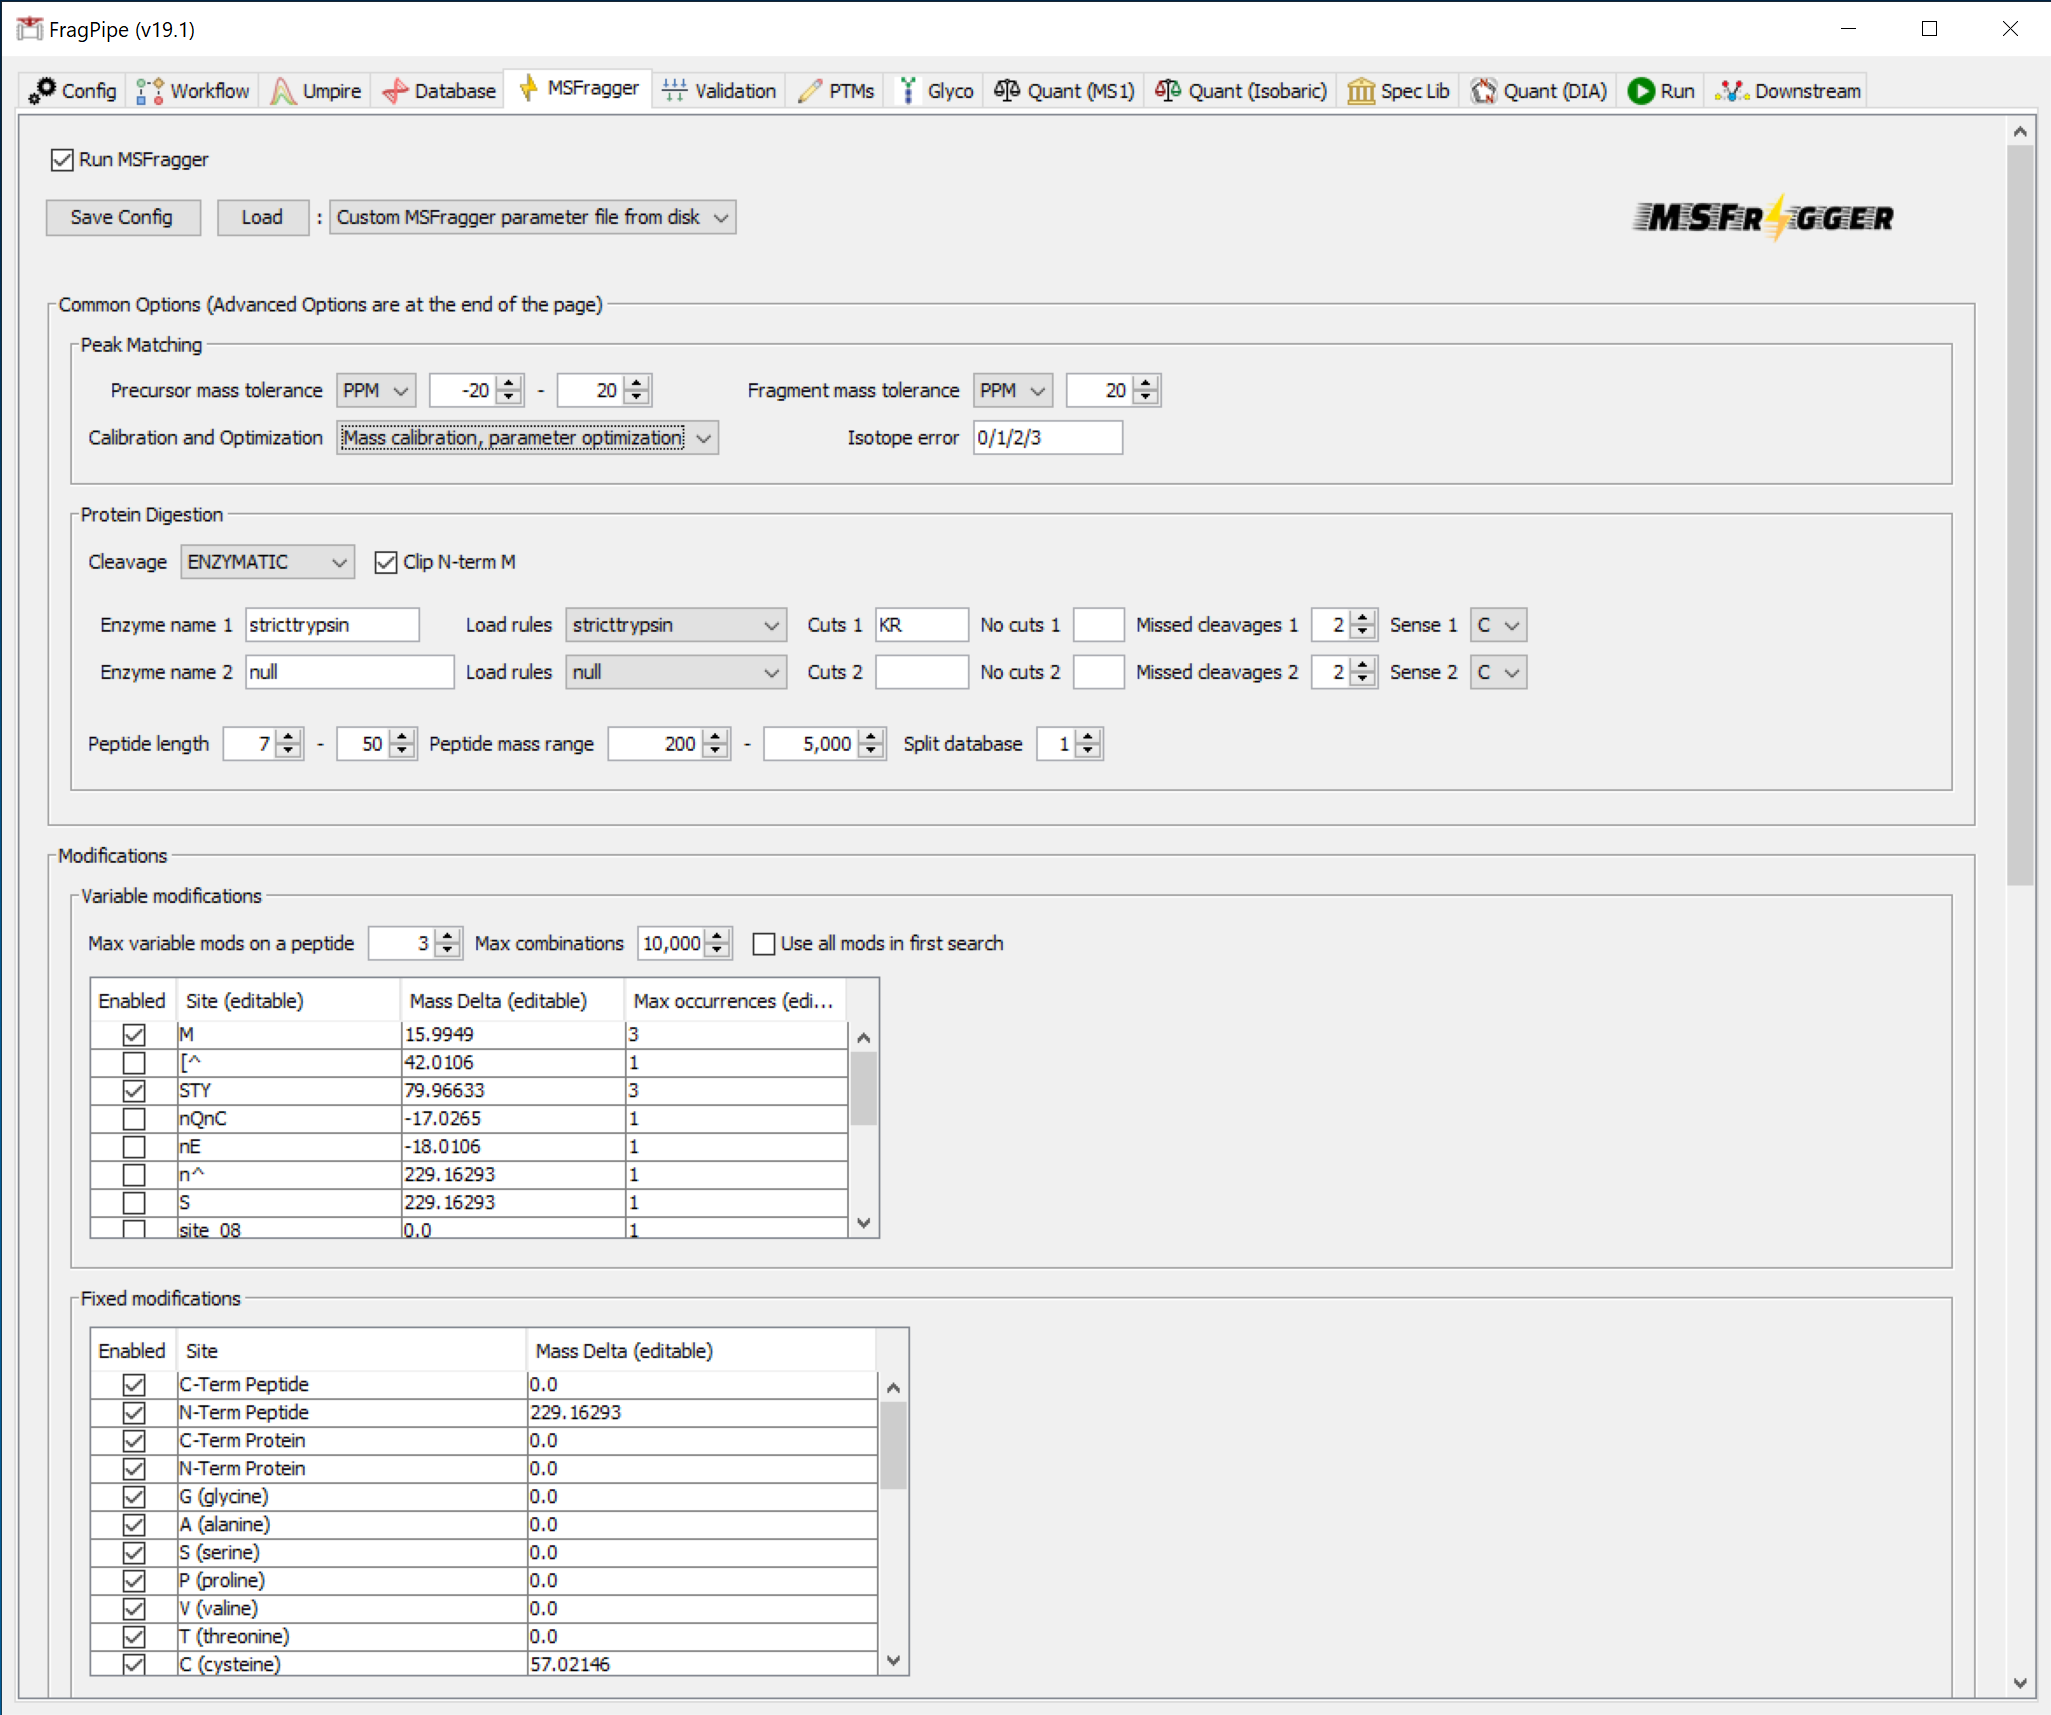 FragPipe (v19.1)
Config Workflow Umpire Database MSFragger Validation PTMs Glyco Quant (MS1) Quant (Isobaric) Spec Lib Quant (DIA) Run Downstream
Run MSFragger
Save Config Load : Custom MSFragger parameter file from disk
MSFRAGGER
Common Options (Advanced Options are at the end of the page)
Peak Matching
Precursor mass tolerance PPM -20 - 20 Fragment mass tolerance PPM 20
Calibration and Optimization Mass calibration, parameter optimization Isotope error 0/1/2/3
Protein Digestion
Cleavage ENZYMATIC Clip N-term M
Enzyme name 1 stricttrypsin Load rules stricttrypsin Cuts 1 KR No cuts 1 Missed cleavages 1 2 Sense 1 C
Enzyme name 2 null Load rules null Cuts 2 No cuts 2 Missed cleavages 2 2 Sense 2 C
Peptide length 7 - 50 Peptide mass range 200 - 5,000 Split database 1
Modifications
Variable modifications
Max variable mods on a peptide 3 Max combinations 10,000 Use all mods in first search
Enabled Site (editable) Mass Delta (editable) Max occurrences (edi...
M 15.9949 3
[^ 42.0106 1
STY 79.96633 3
nQnC -17.0265 1
nE -18.0106 1
n^ 229.16293 1
S 229.16293 1
site_08 0.0 1
Fixed modifications
Enabled Site Mass Delta (editable)
C-Term Peptide 0.0
N-Term Peptide 229.16293
C-Term Protein 0.0
N-Term Protein 0.0
G (glycine) 0.0
A (alanine) 0.0
S (serine) 0.0
P (proline) 0.0
V (valine) 0.0
T (threonine) 0.0
C (cysteine) 57.02146